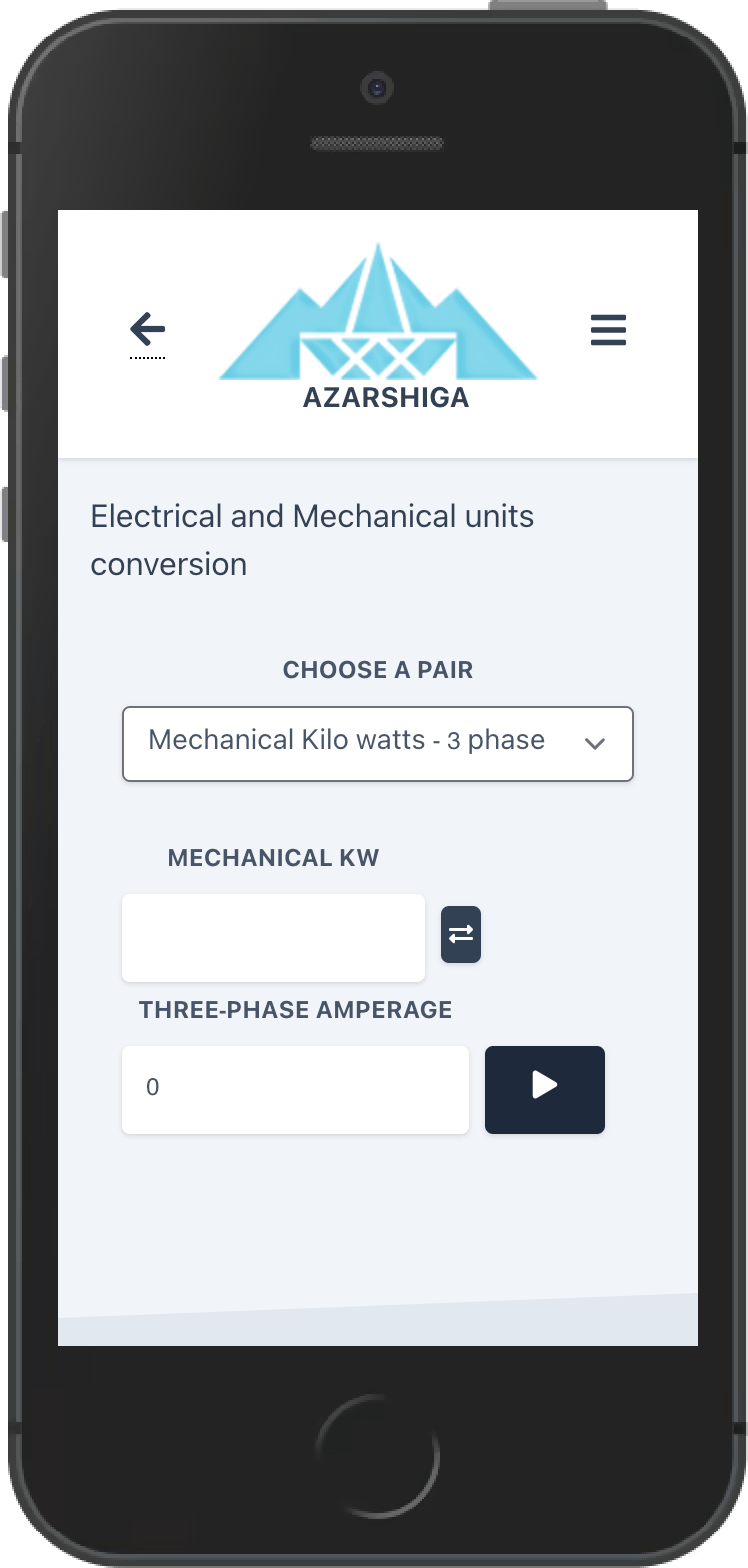 AZARSHIGA
Electrical and Mechanical units
conversion
CHOOSE A PAIR
Mechanical Kilo watts - 3 phase
MECHANICAL KW
THREE-PHASE AMPERAGE
0